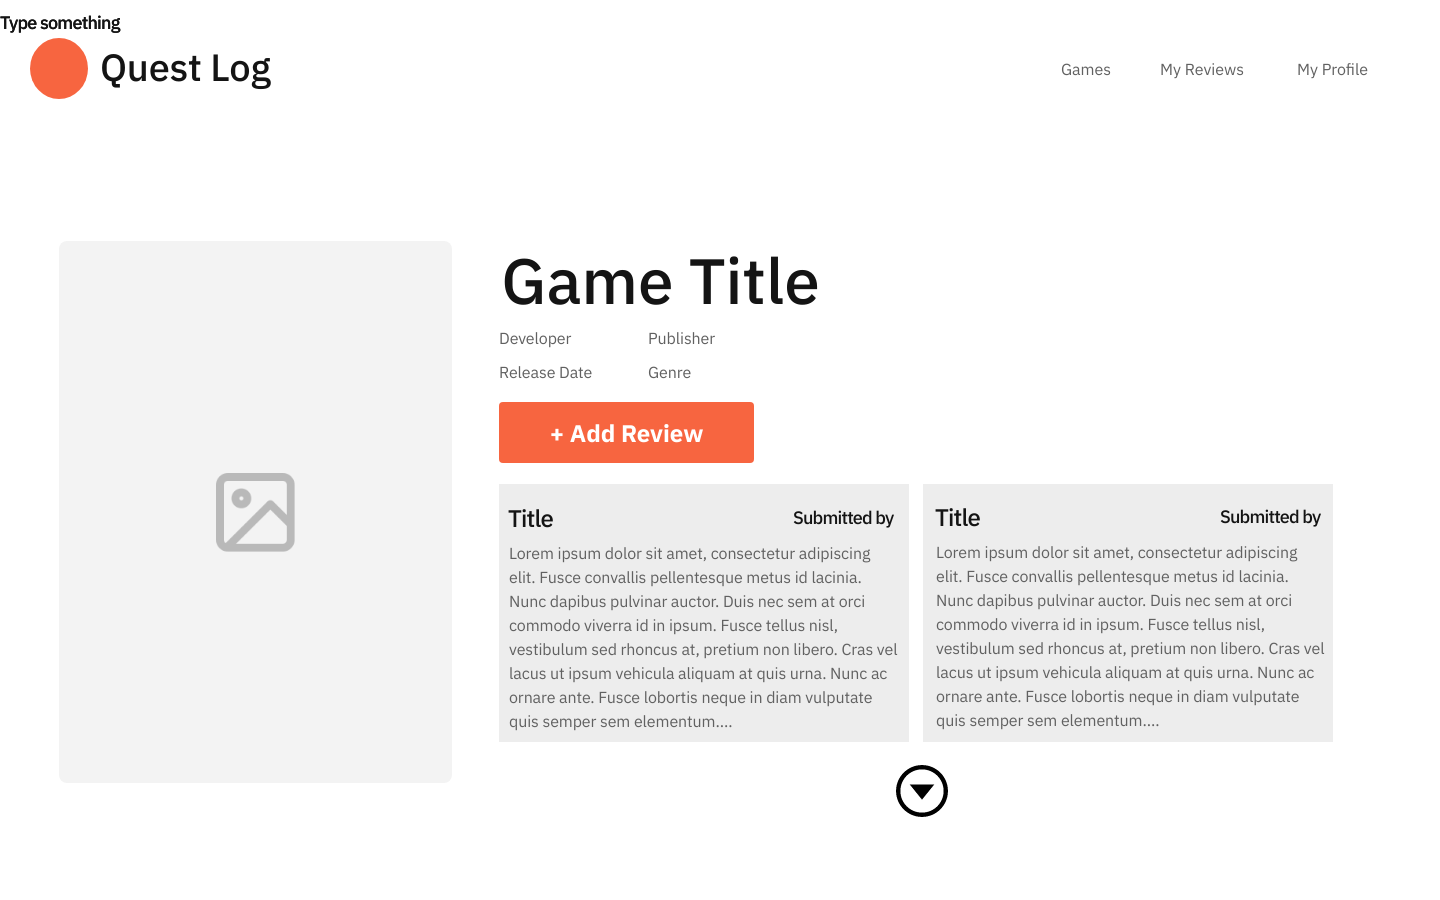 Type something
Quest Log
Games
My Reviews
My Profile
Game Title
Developer
Publisher
Release Date
Genre
+ Add Review
Title
Submitted by
Lorem ipsum dolor sit amet, consectetur adipiscing
elit. Fusce convallis pellentesque metus id lacinia.
Nunc dapibus pulvinar auctor. Duis nec sem at orci
commodo viverra id in ipsum. Fusce tellus nisl,
vestibulum sed rhoncus at, pretium non libero. Cras vel
lacus ut ipsum vehicula aliquam at quis urna. Nunc ac
ornare ante. Fusce lobortis neque in diam vulputate
quis semper sem elementum....
Title
Submitted by
Lorem ipsum dolor sit amet, consectetur adipiscing
elit. Fusce convallis pellentesque metus id lacinia.
Nunc dapibus pulvinar auctor. Duis nec sem at orci
commodo viverra id in ipsum. Fusce tellus nisl,
vestibulum sed rhoncus at, pretium non libero. Cras vel
lacus ut ipsum vehicula aliquam at quis urna. Nunc ac
ornare ante. Fusce lobortis neque in diam vulputate
quis semper sem elementum....